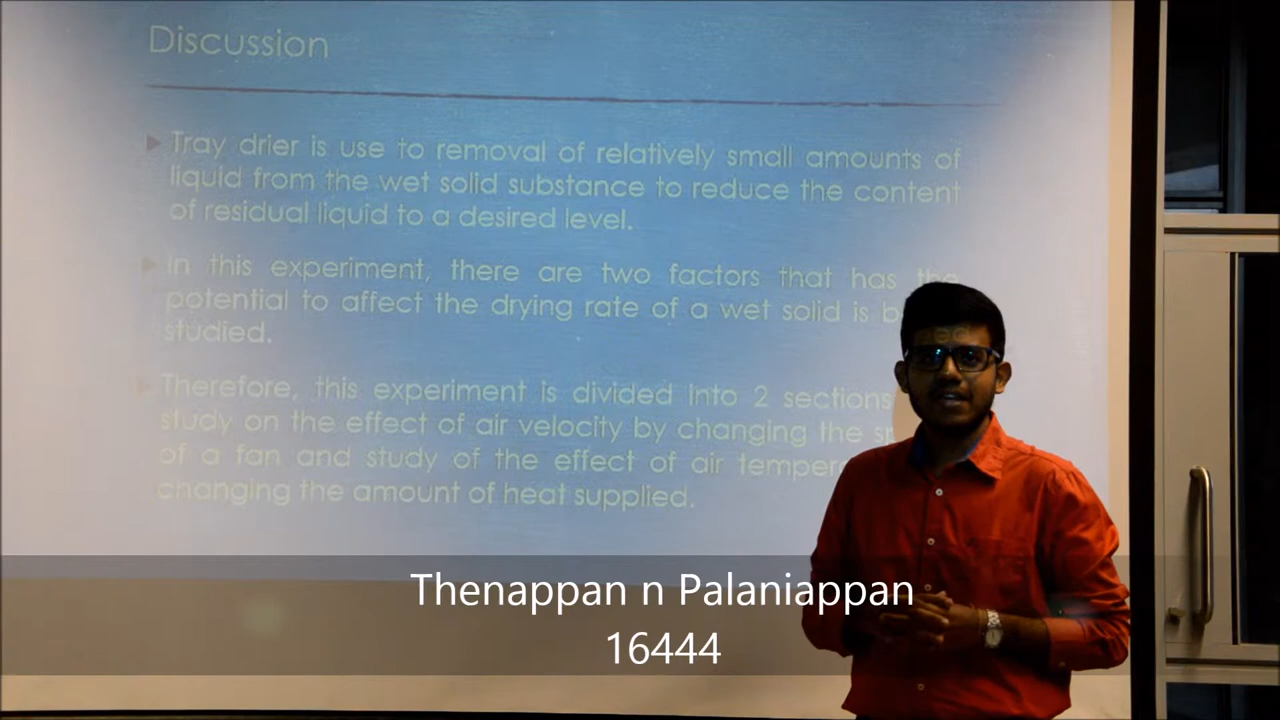 Discussion
Tray drier is use to removal of relatively small amounts of
liquid from the wet solid substance to reduce the content
of residual liquid to a desired level.
In this experiment, there are two factors that has the
potential to affect the drying rate of a wet solid is
studied.
Therefore, this experiment is divided into 2 sections
study on the effect of air velocity by changing the
of a fan and study of the effect of air
changing the amount of heat supplied.
Thenappan n Palaniappan
16444